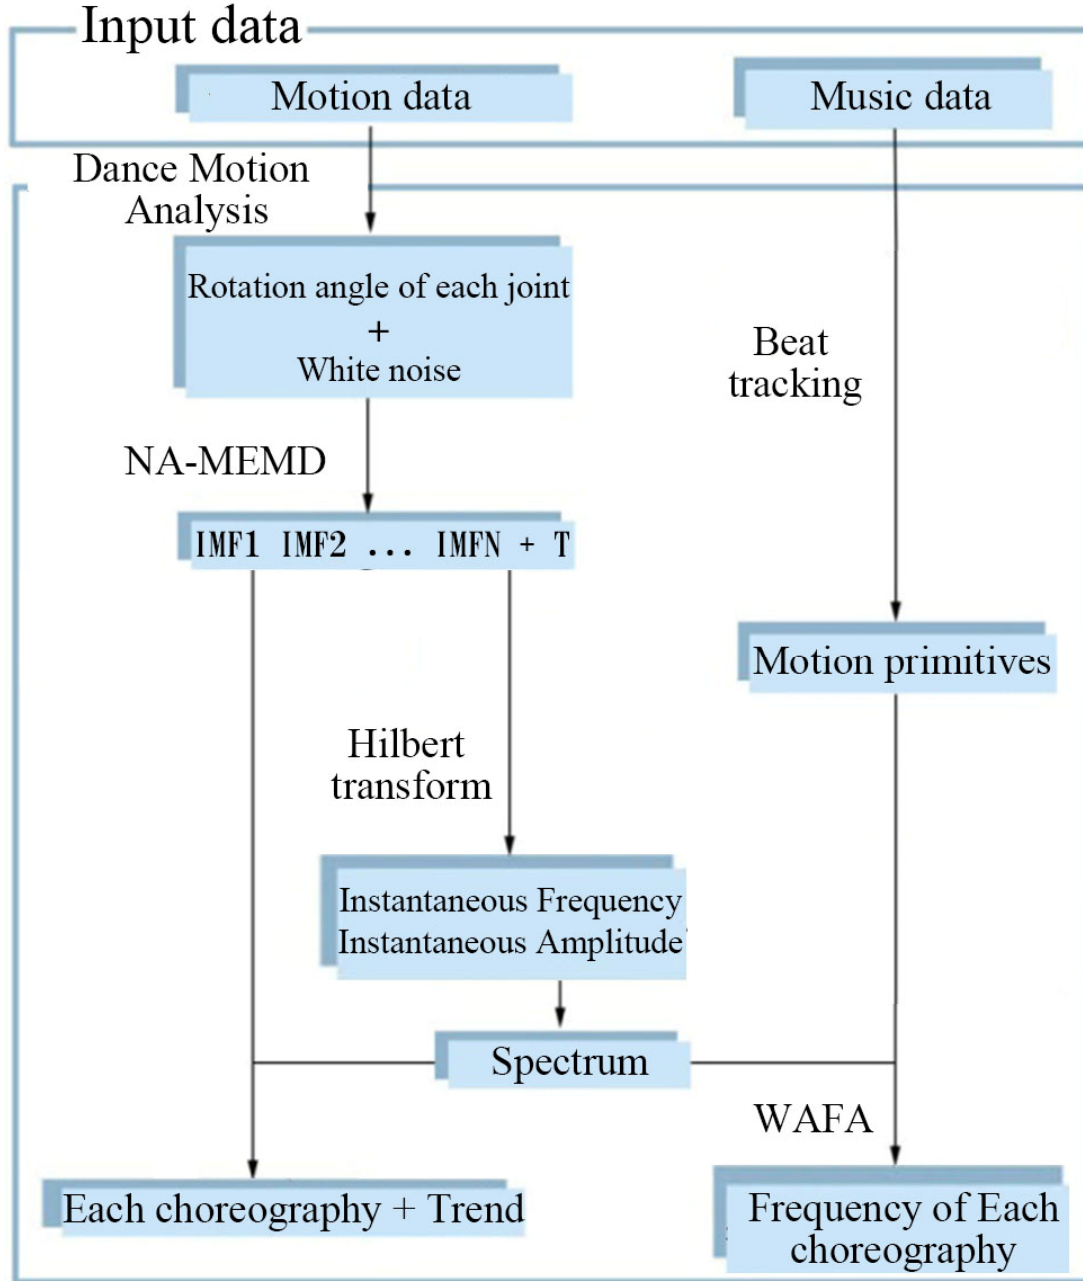 Input data
Motion data
Music data
Dance Motion
Analysis
Rotation angle of each joint
+
White noise
Beat
tracking
NA-MEMD
IMF1 IMF2 ... IMFN + T
Motion primitives
Hilbert
transform
Instantaneous Frequency
Instantaneous Amplitude
Spectrum
WAFA
Each choreography + Trend
Frequency of Each
choreography